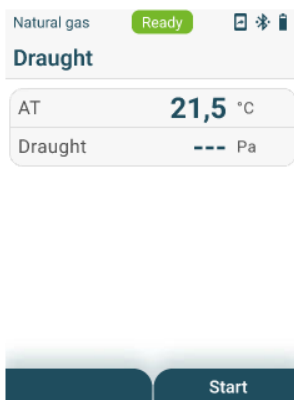 Natural gas Ready
Draught
AT 21,5 °C
Draught --- Pa
Start